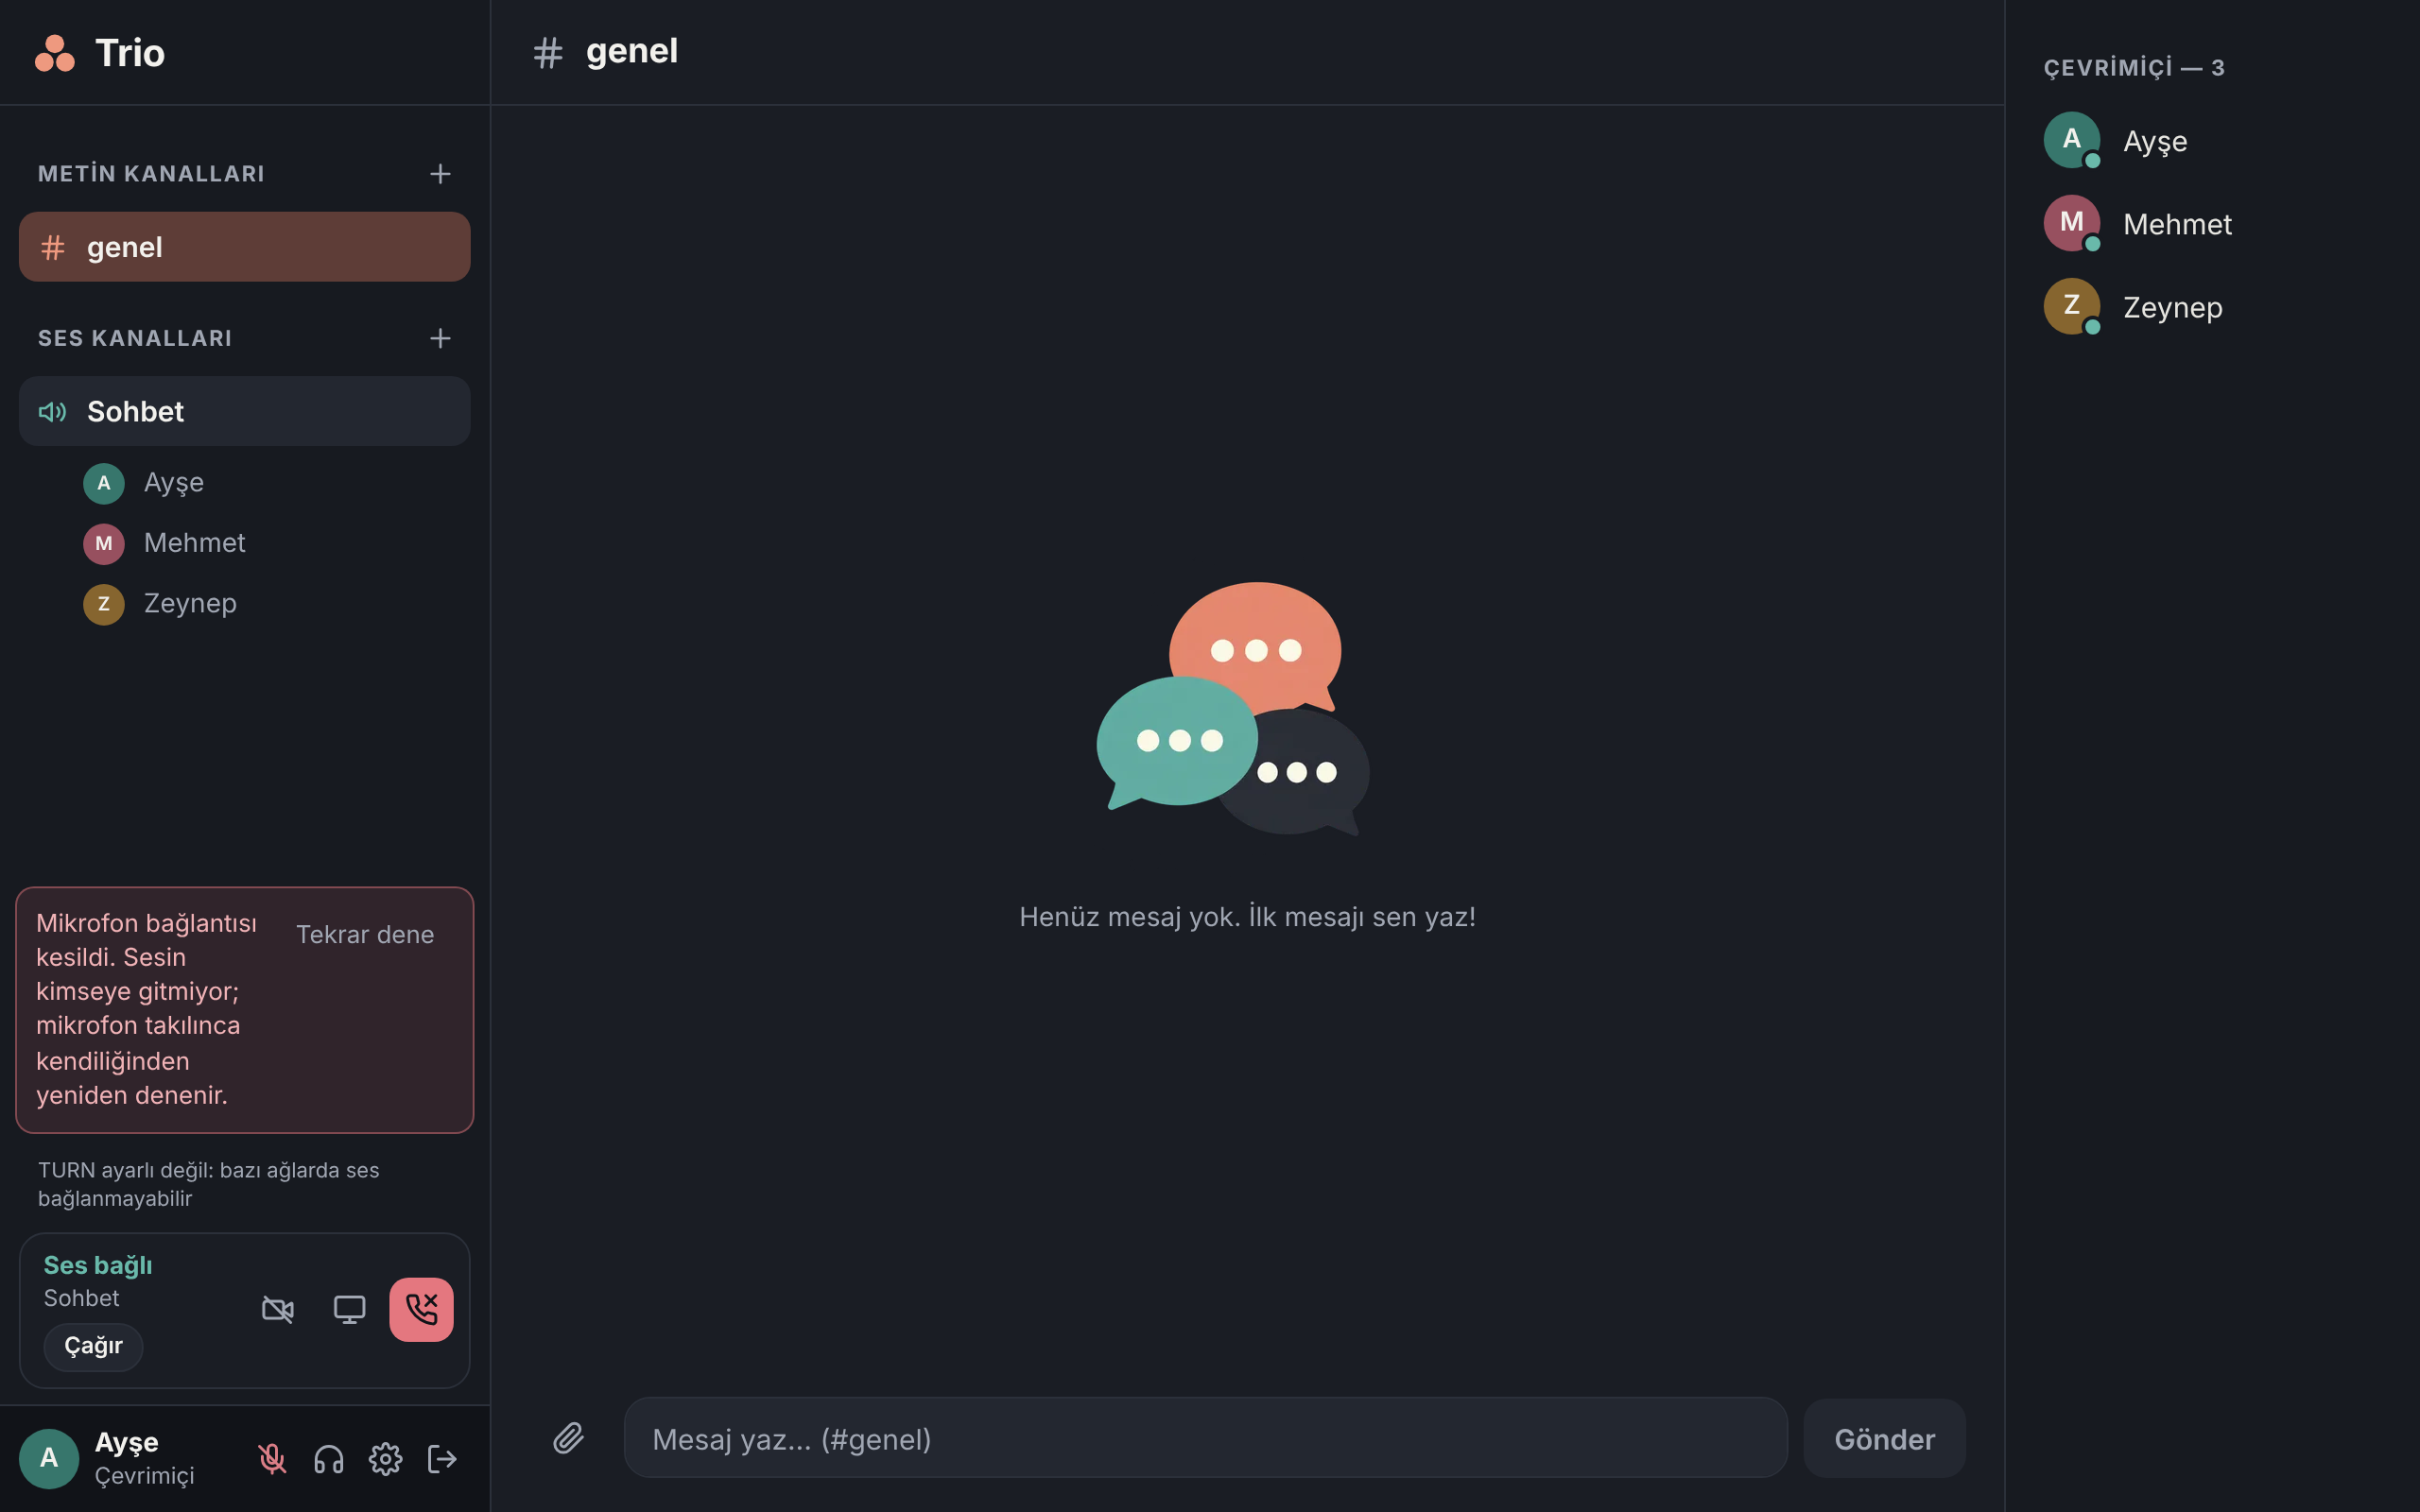 Trio
METİN KANALLARI
genel
SES KANALLARI
Sohbet
A Ayşe
M Mehmet
Z Zeynep
Mikrofon bağlantısı
kesildi. Sesin
kimseye gitmiyor;
mikrofon takılınca
kendiliğinden
yeniden denenir.
Tekrar dene
TURN ayarlı değil: bazı ağlarda ses
bağlanmayabilir
Ses bağlı
Sohbet
Çağır
A Ayşe
Çevrimiçi
# genel
Henüz mesaj yok. İlk mesajı sen yaz!
Mesaj yaz... (#genel)
Gönder
ÇEVRİMİÇİ — 3
A Ayşe
M Mehmet
Z Zeynep